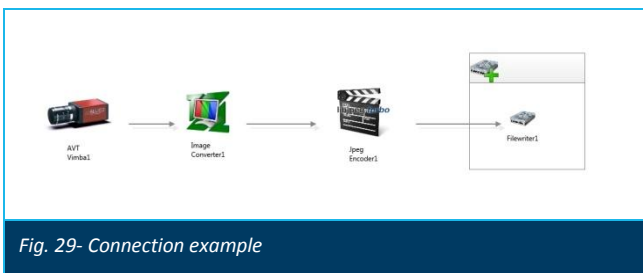 AVT
Vimba1
Image
Converter1
Jpeg
Encoder1
Filewriter1
Fig. 29- Connection example